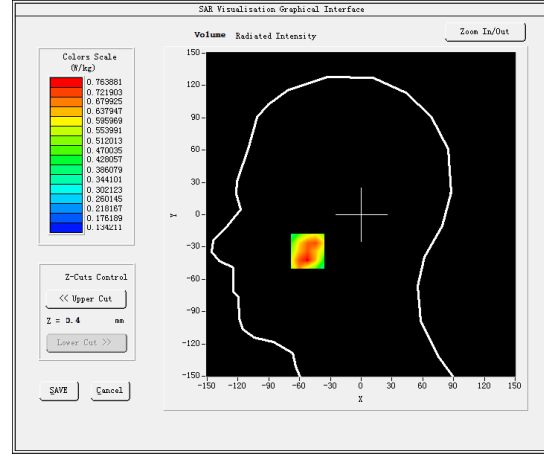 SAR Visualisation Graphical Interface
Volume Radiated Intensity
Zoom In/Out
Colors Scale
(W/kg)
0.763881
0.721903
0.679925
0.637947
0.595969
0.553991
0.512013
0.470035
0.428057
0.386079
0.344101
0.302123
0.260145
0.218167
0.176189
0.134211
Z-Cuts Control
<< Upper Cut
Z = 0.4 mm
Lower Cut >>
SAVE Cancel
150
120
90
60
30
0
-30
-60
-90
-120
-150
Y
-150 -120 -90 -60 -30 0 30 60 90 120 150
X